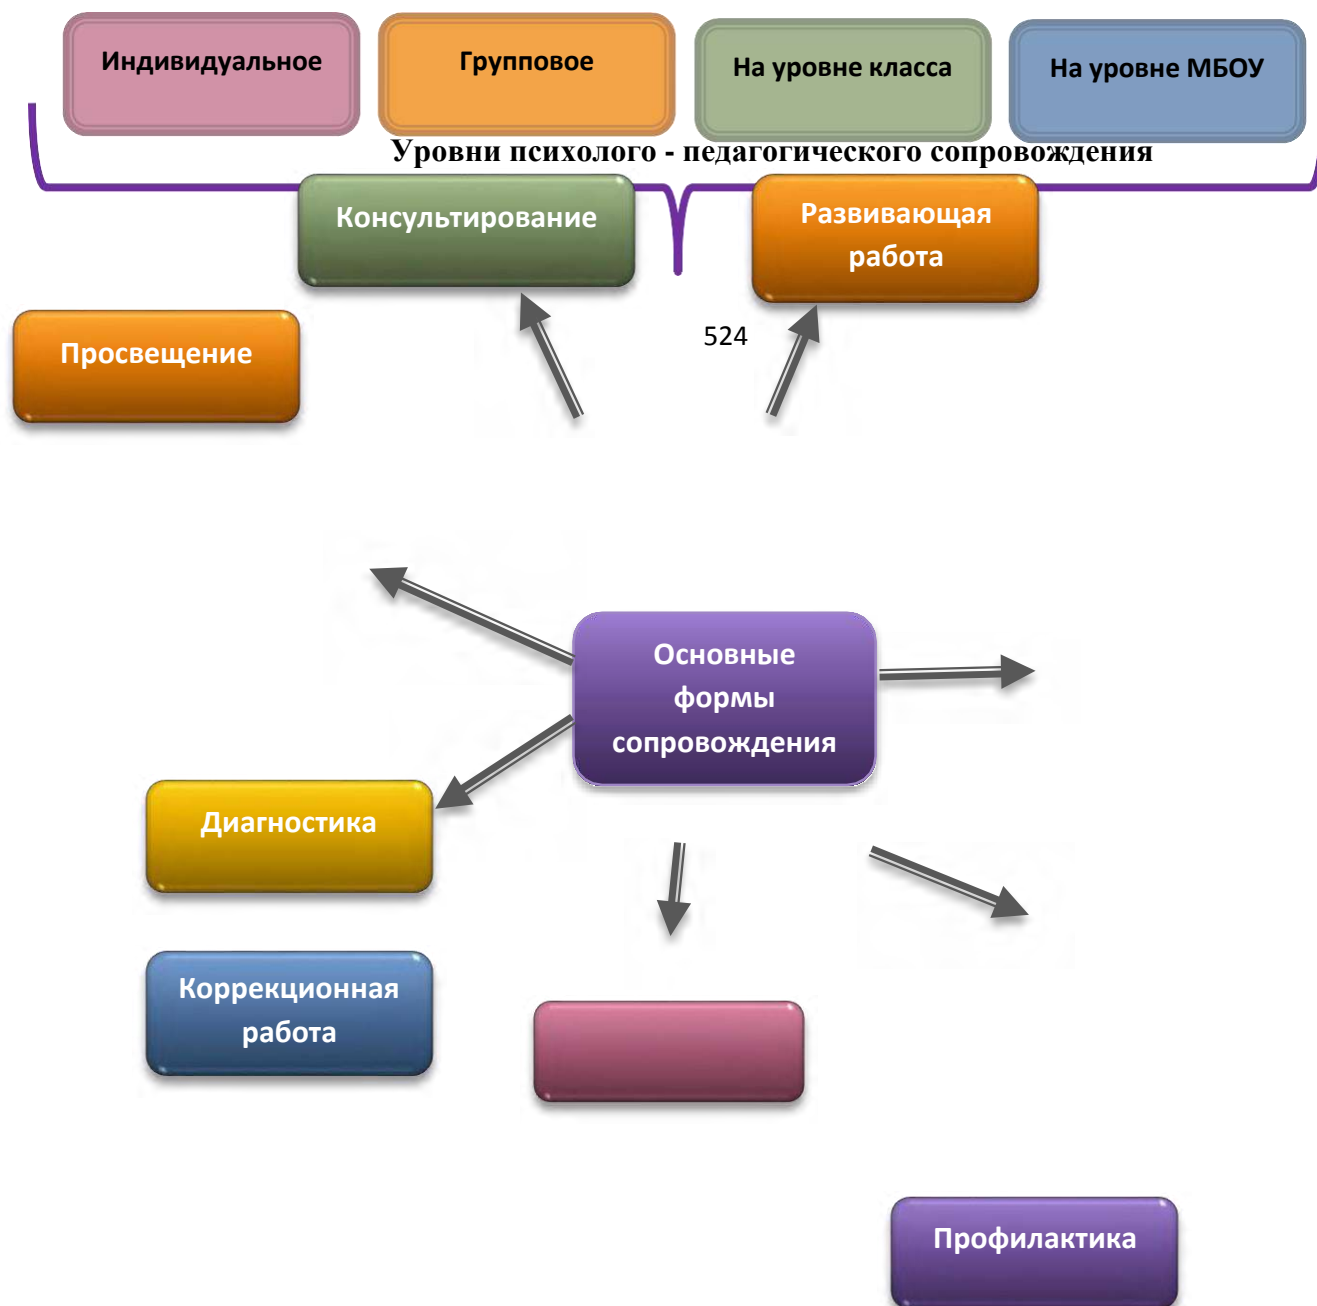 Индивидуальное
Групповое
На уровне класса
На уровне МБОУ
Уровни психолого - педагогического сопровождения
Консультирование
Развивающая
работа
524
Просвещение
Основные
формы
сопровождения
Диагностика
Коррекционная
работа
Профилактика